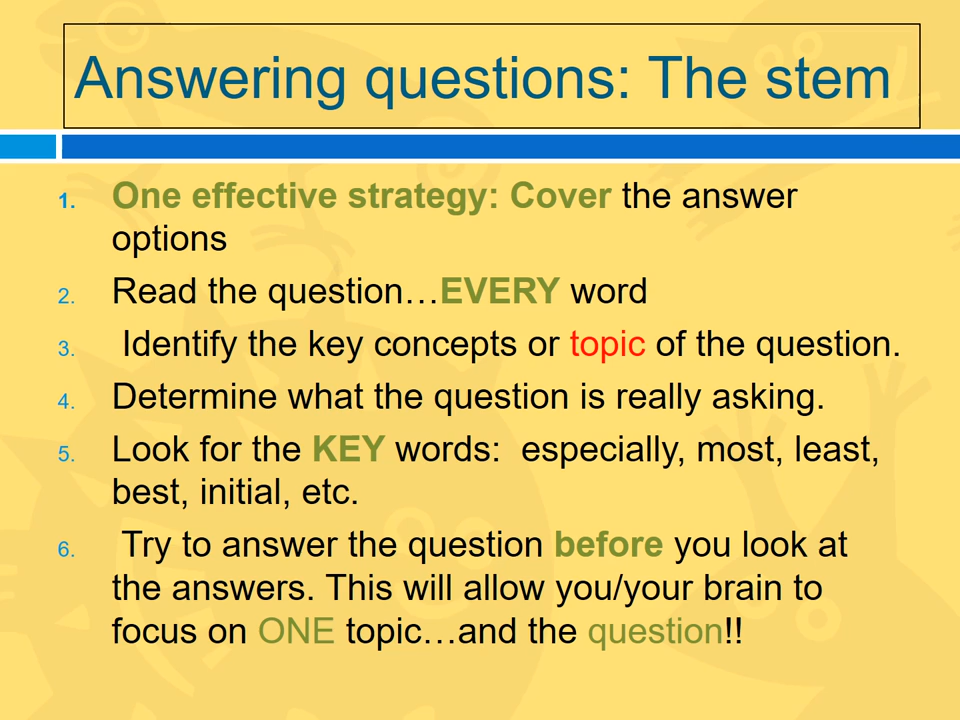 Answering questions: The stem
1. One effective strategy: Cover the answer
options
2. Read the question…EVERY word
3. Identify the key concepts or topic of the question.
4. Determine what the question is really asking.
5. Look for the KEY words:  especially, most, least,
best, initial, etc.
6. Try to answer the question before you look at
the answers. This will allow you/your brain to
focus on ONE topic…and the question!!